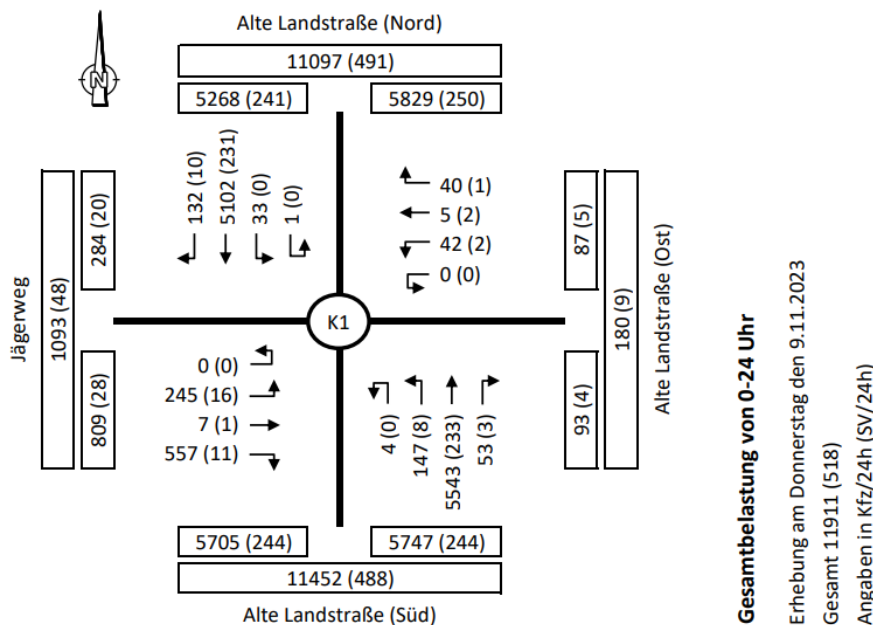 Alte Landstraße (Nord)
11097 (491)
5268 (241)
5829 (250)
N
132 (10)
5102 (231)
33 (0)
1 (0)
40 (1)
5 (2)
42 (2)
0 (0)
Jägerweg
1093 (48)
284 (20)
809 (28)
87 (5)
93 (4)
180 (9)
Alte Landstraße (Ost)
K1
0 (0)
245 (16)
7 (1)
557 (11)
4 (0)
147 (8)
5543 (233)
53 (3)
5705 (244)
5747 (244)
11452 (488)
Alte Landstraße (Süd)
Gesamtbelastung von 0-24 Uhr
Erhebung am Donnerstag den 9.11.2023
Gesamt 11911 (518)
Angaben in Kfz/24h (SV/24h)